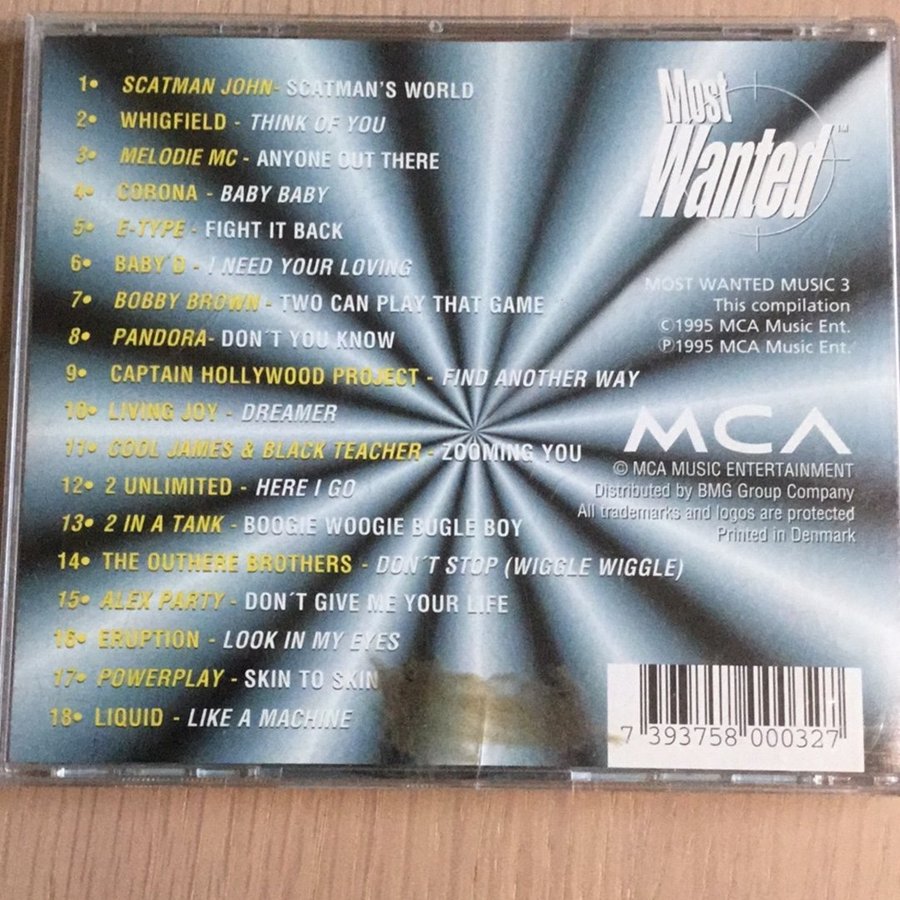 1• SCATMAN JOHN- SCATMAN'S WORLD
2• WHIGFIELD - THINK OF YOU
3• MELODIE MC - ANYONE OUT THERE
4• CORONA - BABY BABY
5• E-TYPE - FIGHT IT BACK
6• BABY´D - I NEED YOUR LOVING
7• BOBBY BROWN - TWO CAN PLAY THAT GAME
8• PANDORA- DON´T YOU KNOW
9• CAPTAIN HOLLYWOOD PROJECT - FIND ANOTHER WAY
10• LIVING JOY - DREAMER
11• COOL JAMES & BLACK TEACHER - ZOOMING YOU
12• 2 UNLIMITED - HERE I GO
13• 2 IN A TANK - BOOGIE WOOGIE BUGLE BOY
14• THE OUTHERE BROTHERS - DON´T STOP (WIGGLE WIGGLE)
15• ALEX PARTY - DON´T GIVE ME YOUR LIFE
16• ERUPTION - LOOK IN MY EYES
17• POWERPLAY - SKIN TO SKIN
18• LIQUID - LIKE A MACHINE
Most
Wanted™
MOST WANTED MUSIC 3
This compilation
©1995 MCA Music Ent.
℗1995 MCA Music Ent.
MCA
© MCA MUSIC ENTERTAINMENT
Distributed by BMG Group Company
All trademarks and logos are protected
Printed in Denmark
7 393758 000327